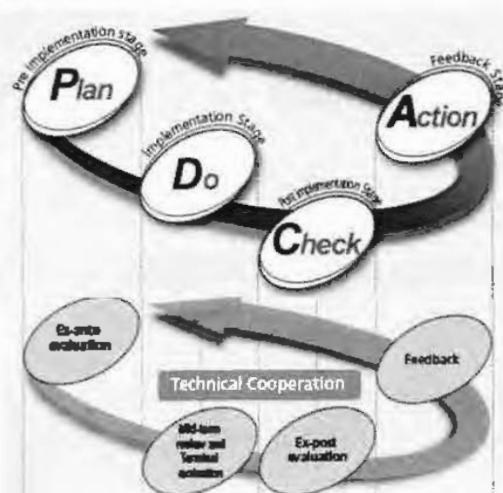 Pre implementation stage
Plan
Implementation Stage
Do
Post implementation Stage
Check
Feedback Stage
Action
Ex-ante
evaluation
Technical Cooperation
Mid-term
review and
Terminal
evaluation
Ex-post
evaluation
Feedback